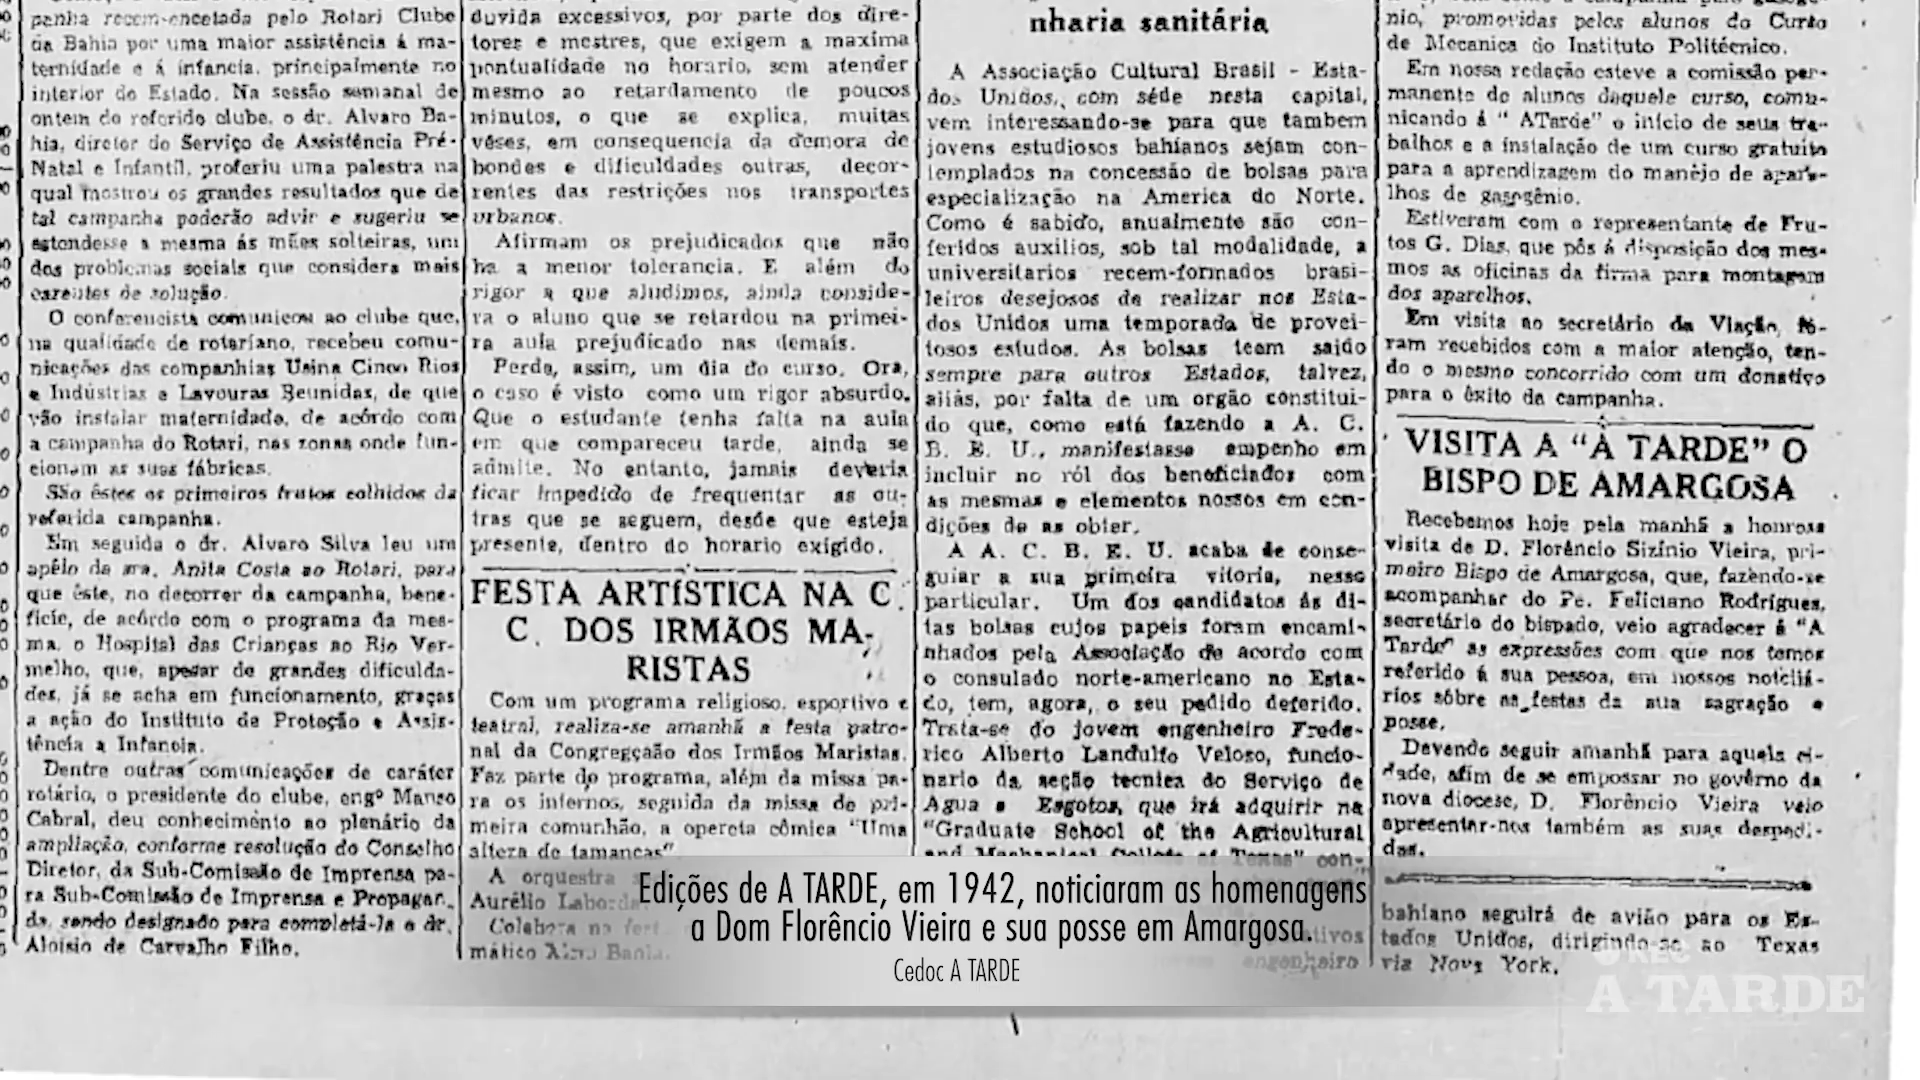 panha recem-encetada pelo Rotari Clube
da Bahia por uma maior assistência á ma-
ternidade e á infancia, principalmente no
interior do Estado. Na sessão semanal de
ontem do referido clube, o dr. Alvaro Ba-
hia, diretor do Serviço de Assistência Pré-
Natal e Infantil, proferiu uma palestra na
qual mostrou os grandes resultados que de
tal campanha poderão advir e sugeriu se
estendesse a mesma ás mães solteiras, um
dos problemas sociais que considera mais
carentes de solução.
O conferencista comunicou ao clube que,
na qualidade de rotariano, recebeu comu-
nicações das companhias Usina Cinco Rios
e Indústrias e Lavouras Reunidas, de que
vão instalar maternidade, de acórdo com
a campanha do Rotari, nas zonas onde fun-
cionam as suas fábricas.
São êstes os primeiros frutos colhidos da
referida campanha.
Em seguida o dr. Alvaro Silva leu um
apêlo da sra. Anita Costa ao Rotari, para
que êste, no decorrer da campanha, bene-
ficie, de acórdo com o programa da mes-
ma, o Hospital das Crianças ao Rio Ver-
melho, que, apesar de grandes dificulda-
des, já se acha em funcionamento, graças
a ação do Instituto de Proteção e Assis-
tência a Infancia.
Dentre outras comunicações de caráter
rotário, o presidente do clube, engº Manso
Cabral, deu conhecimento ao plenário da
ampliação, conforme resolução do Conselho
Diretor, da Sub-Comissão de Imprensa pa-
ra Sub-Comissão de Imprensa e Propagan-
da, sendo designado para completá-la o dr.
Aloisio de Carvalho Filho.
duvida excessivos, por parte dos dire-
tores e mestres, que exigem a maxima
pontualidade no horario, sem atender
mesmo ao retardamento de poucos
minutos, o que se explica, muitas
vêses, em consequencia da demora de
bondes e dificuldades outras, decor-
rentes das restrições nos transportes
urbanos.
Afirmam os prejudicados que não
ha a menor tolerancia. E além do
rigor a que aludimos, ainda conside-
ra o aluno que se retardou na primei-
ra aula prejudicado nas demais.
Perde, assim, um dia do curso. Ora,
o caso é visto como um rigor absurdo.
Que o estudante tenha falta na aula
em que compareceu tarde, ainda se
admite. No entanto, jamais deveria
ficar impedido de frequentar as ou-
tras que se seguem, desde que esteja
presente, dentro do horario exigido.
FESTA ARTÍSTICA NA C.
C. DOS IRMÃOS MA-
RISTAS
Com um programa religioso, esportivo e
teatral, realiza-se amanhã a festa patro-
nal da Congregçaão dos Irmãos Maristas.
Faz parte do programa, além da missa pa-
ra os internos, seguida da missa de pri-
meira comunhão, a opereta cômica "Uma
alteza de tamancas".
A orquestra
Aurélio
Colabora na
mático
nharia sanitária
A Associação Cultural Brasil - Esta-
dos Unidos, com séde nesta capital,
vem interessando-se para que tambem
jovens estudiosos bahianos sejam con-
templados na concessão de bolsas para
especialização na America do Norte.
Como é sabido, anualmente são con-
feridos auxilios, sob tal modalidade, a
universitarios recem-formados brasi-
leiros desejosos de realizar nos Esta-
dos Unidos uma temporada de provei-
tosos estudos. As bolsas teem saido
sempre para outros Estados, talvez,
aliás, por falta de um orgão constitui-
do que, como está fazendo a A. C.
B. E. U., manifestasse empenho em
incluir no ról dos beneficiados com
as mesmas e elementos nossos em con-
dições de as obter.
A A. C. B. E. U. acaba de conse-
guiar a sua primeira vitoria, nesse
particular. Um dos candidatos ás di-
tas bolsas cujos papeis foram encami-
nhados pela Associação de acordo com
o consulado norte-americano no Esta-
do, tem, agora, o seu pedido deferido.
Trata-se do jovem engenheiro Frede-
rico Alberto Landulfo Veloso, funcio-
nario da seção tecnica do Serviço de
Agua e Esgotos, que irá adquirir na
"Graduate School of the Agricultural
and Mechanical College of Texas" con-
engenheiro
nio, promovidas pelos alunos do Curso
de Mecanica do Instituto Politécnico.
Em nossa redação esteve a comissão per-
manente de alunos daquele curso, comu-
nicando á " ATarde" o início de seus tra-
balhos e a instalação de um curso gratuito
para a aprendizagem do manêjo de apare-
lhos de gasogênio.
Estiveram com o representante de Fru-
tos G. Dias, que pôs á disposição dos mes-
mos as oficinas da firma para montagem
dos aparelhos.
Em visita ao secretário da Viação, fô-
ram recebidos com a maior atenção, ten-
do o mesmo concorrido com um donativo
para o êxito da campanha.
VISITA A "A TARDE" O
BISPO DE AMARGOSA
Recebemos hoje pela manhã a honrosa
visita de D. Florêncio Sizínio Vieira, pri-
meiro Bispo de Amargosa, que, fazendo-se
acompanhar do Pe. Feliciano Rodrigues,
secretário do bispado, veio agradecer á "A
Tarde" as expressões com que nos temos
referido á sua pessoa, em nossos noticiá-
rios sôbre as festas da sua sagração e
posse.
Devendo seguir amanhã para aquela ci-
dade, afim de se empossar no govêrno da
nova diocese, D. Florêncio Vieira veio
apresentar-nos também as suas despedi-
das.
bahiano seguirá de avião para os Es-
tados Unidos, dirigindo-se ao Texas
via Nova York.
Edições de A TARDE, em 1942, noticiaram as homenagens
a Dom Florêncio Vieira e sua posse em Amargosa.
Cedoc A TARDE
REC
A TARDE